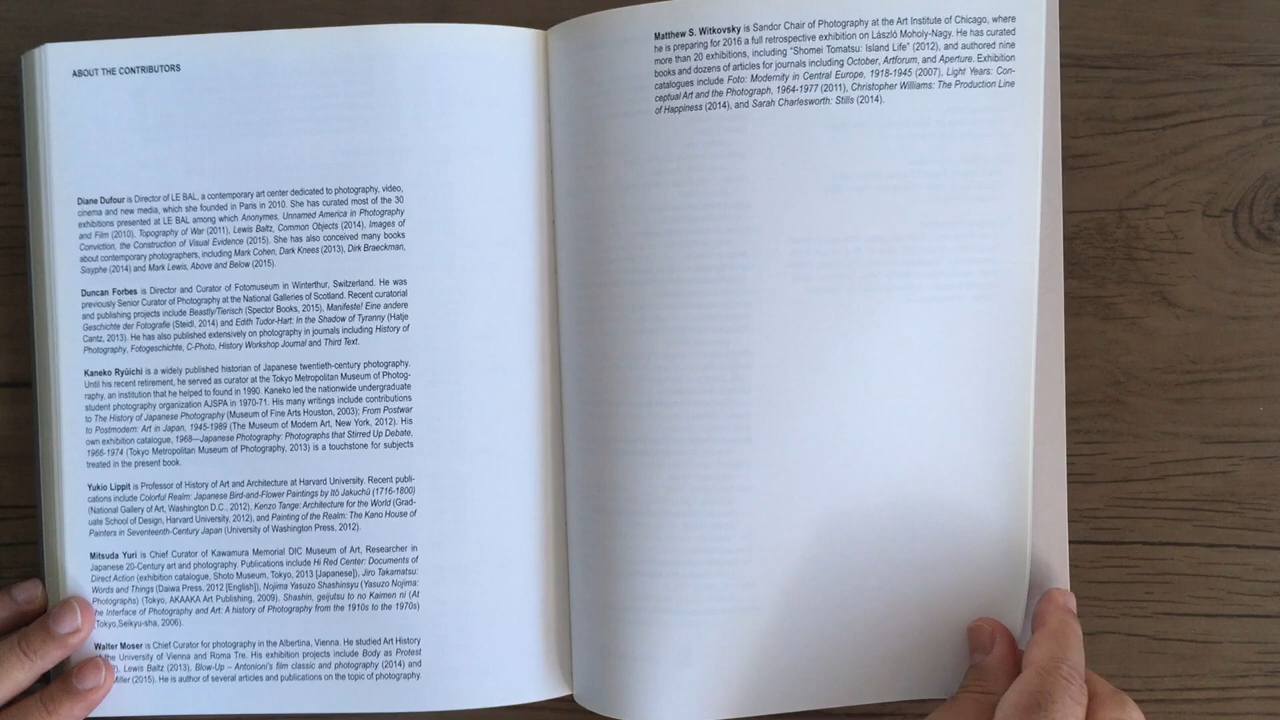 ABOUT THE CONTRIBUTORS
Diane Dufour is Director of LE BAL, a contemporary art center dedicated to photography, video,
cinema and new media, which she founded in Paris in 2010. She has curated most of the 30
exhibitions presented at LE BAL among which Anonymes, Unnamed America in Photography
and Film (2010), Topography of War (2011), Lewis Baltz, Common Objects (2014), Images of
Conviction, the Construction of Visual Evidence (2015). She has also conceived many books
about contemporary photographers, including Mark Cohen, Dark Knees (2013), Dirk Braeckman,
Sisyphe (2014) and Mark Lewis, Above and Below (2015).
Duncan Forbes is Director and Curator of Fotomuseum in Winterthur, Switzerland. He was
previously Senior Curator of Photography at the National Galleries of Scotland. Recent curatorial
and publishing projects include Beastly/Tierisch (Spector Books, 2015), Manifeste! Eine andere
Geschichte der Fotografie (Steidl, 2014) and Edith Tudor-Hart: In the Shadow of Tyranny (Hatje
Cantz, 2013). He has also published extensively on photography in journals including History of
Photography, Fotogeschichte, C-Photo, History Workshop Journal and Third Text.
Kaneko Ryûichi is a widely published historian of Japanese twentieth-century photography.
Until his recent retirement, he served as curator at the Tokyo Metropolitan Museum of Photog-
raphy, an institution that he helped to found in 1990. Kaneko led the nationwide undergraduate
student photography organization AJSPA in 1970-71. His many writings include contributions
to The History of Japanese Photography (Museum of Fine Arts Houston, 2003); From Postwar
to Postmodern: Art in Japan, 1945-1989 (The Museum of Modern Art, New York, 2012). His
own exhibition catalogue, 1968—Japanese Photography: Photographs that Stirred Up Debate,
1966-1974 (Tokyo Metropolitan Museum of Photography, 2013) is a touchstone for subjects
treated in the present book.
Yukio Lippit is Professor of History of Art and Architecture at Harvard University. Recent publi-
cations include Colorful Realm: Japanese Bird-and-Flower Paintings by Itō Jakuchū (1716-1800)
(National Gallery of Art, Washington D.C., 2012), Kenzo Tange: Architecture for the World (Grad-
uate School of Design, Harvard University, 2012), and Painting of the Realm: The Kano House of
Painters in Seventeenth-Century Japan (University of Washington Press, 2012).
Mitsuda Yuri is Chief Curator of Kawamura Memorial DIC Museum of Art, Researcher in
Japanese 20-Century art and photography. Publications include Hi Red Center: Documents of
Direct Action (exhibition catalogue, Shoto Museum, Tokyo, 2013 [Japanese]), Jiro Takamatsu:
Words and Things (Daiwa Press, 2012 [English]), Nojima Yasuzo Shashinsyu (Yasuzo Nojima:
Photographs) (Tokyo, AKAAKA Art Publishing, 2009), Shashin, geijutsu to no Kaimen ni (At
he Interface of Photography and Art: A history of Photography from the 1910s to the 1970s)
Tokyo,Seikyu-sha, 2006).
Walter Moser is Chief Curator for photography in the Albertina, Vienna. He studied Art History
the University of Vienna and Roma Tre. His exhibition projects include Body as Protest
Lewis Baltz (2013), Blow-Up – Antonioni's film classic and photography (2014) and
(2015). He is author of several articles and publications on the topic of photography.
Matthew S. Witkovsky is Sandor Chair of Photography at the Art Institute of Chicago, where
he is preparing for 2016 a full retrospective exhibition on László Moholy-Nagy. He has curated
more than 20 exhibitions, including "Shomei Tomatsu: Island Life" (2012), and authored nine
books and dozens of articles for journals including October, Artforum, and Aperture. Exhibition
catalogues include Foto: Modernity in Central Europe, 1918-1945 (2007), Light Years: Con-
ceptual Art and the Photograph, 1964-1977 (2011), Christopher Williams: The Production Line
of Happiness (2014), and Sarah Charlesworth: Stills (2014).